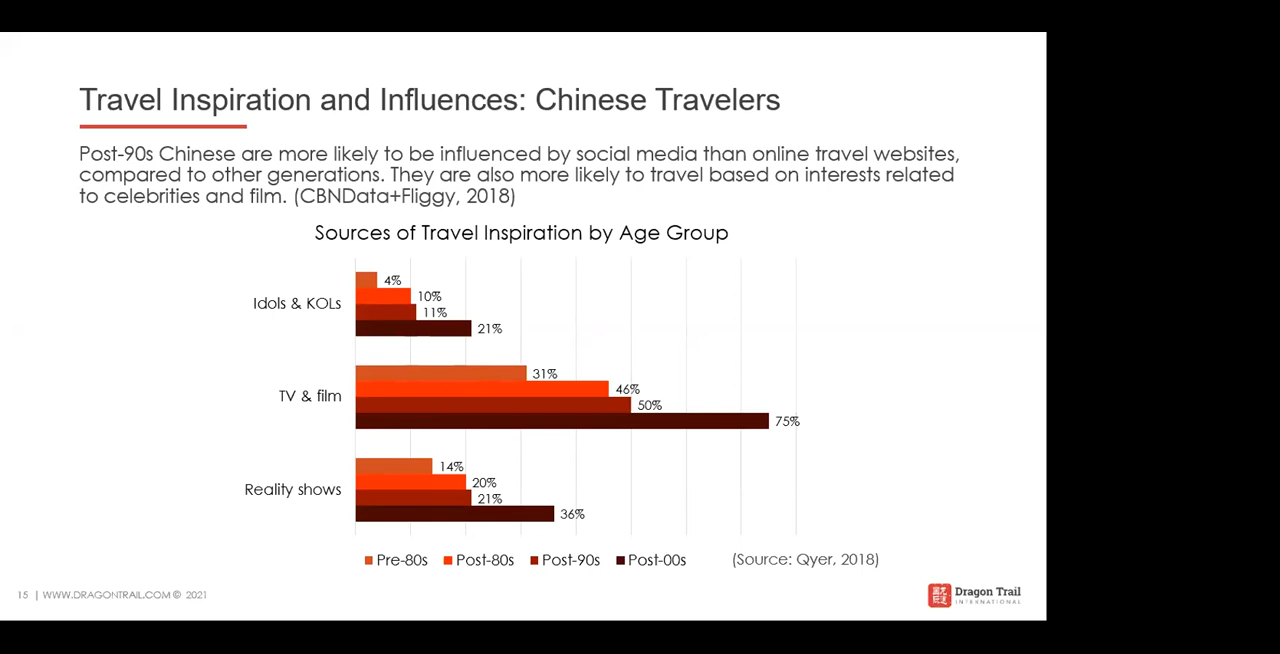 Travel Inspiration and Influences: Chinese Travelers
Post-90s Chinese are more likely to be influenced by social media than online travel websites,
compared to other generations. They are also more likely to travel based on interests related
to celebrities and film. (CBNData+Fliggy, 2018)
Sources of Travel Inspiration by Age Group
Idols & KOLs
4%
10%
11%
21%
TV & film
31%
46%
50%
75%
Reality shows
14%
20%
21%
36%
Pre-80s Post-80s Post-90s Post-00s (Source: Qyer, 2018)
15 | WWW.DRAGONTRAIL.COM © 2021
Dragon Trail
INTERNATIONAL